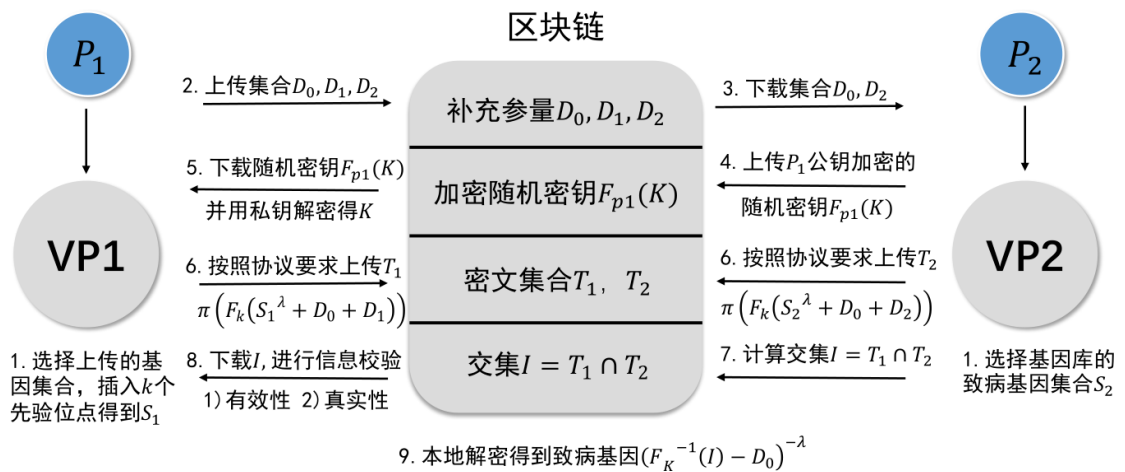 区块链
P₁
P₂
2. 上传集合D₀, D₁, D₂
补充参量D₀, D₁, D₂
3. 下载集合D₀, D₂
5. 下载随机密钥Fₚ₁(K)
并用私钥解密得K
加密随机密钥Fₚ₁(K)
4. 上传P₁公钥加密的
随机密钥Fₚ₁(K)
VP1
VP2
6. 按照协议要求上传T₁
π(Fₖ(S₁^λ + D₀ + D₁))
密文集合T₁, T₂
6. 按照协议要求上传T₂
π(Fₖ(S₂^λ + D₀ + D₂))
1. 选择上传的基
因集合，插入k个
先验位点得到S₁
8. 下载I, 进行信息校验
1) 有效性 2) 真实性
交集I = T₁ ∩ T₂
7. 计算交集I = T₁ ∩ T₂
1. 选择基因库的
致病基因集合S₂
9. 本地解密得到致病基因(F_K⁻¹(I) − D₀)^−λ